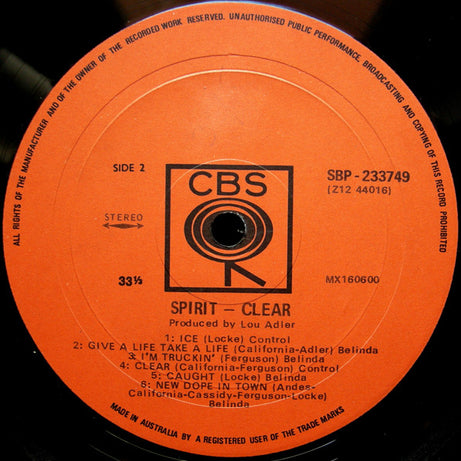 ALL RIGHTS OF THE MANUFACTURER AND OF THE OWNER OF THE RECORDED WORK RESERVED. UNAUTHORISED PUBLIC PERFORMANCE, BROADCASTING AND COPYING OF THIS RECORD PROHIBITED
SIDE 2
CBS
SBP - 233749
(Z12 44016)
STEREO
33⅓
MX160600
SPIRIT – CLEAR
Produced by Lou Adler
1: ICE (Locke) Control
2: GIVE A LIFE TAKE A LIFE (California-Adler) Belinda
3: I'M TRUCKIN' (Ferguson) Belinda
4: CLEAR (California-Ferguson) Control
5: CAUGHT (Locke) Belinda
6: NEW DOPE IN TOWN (Andes-
California-Cassidy-Ferguson-Locke)
Belinda
MADE IN AUSTRALIA BY A REGISTERED USER OF THE TRADE MARKS